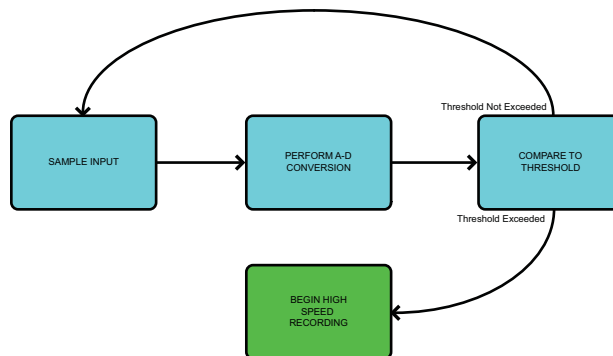 Threshold Not Exceeded
SAMPLE INPUT
PERFORM A-D
CONVERSION
COMPARE TO
THRESHOLD
Threshold Exceeded
BEGIN HIGH
SPEED
RECORDING